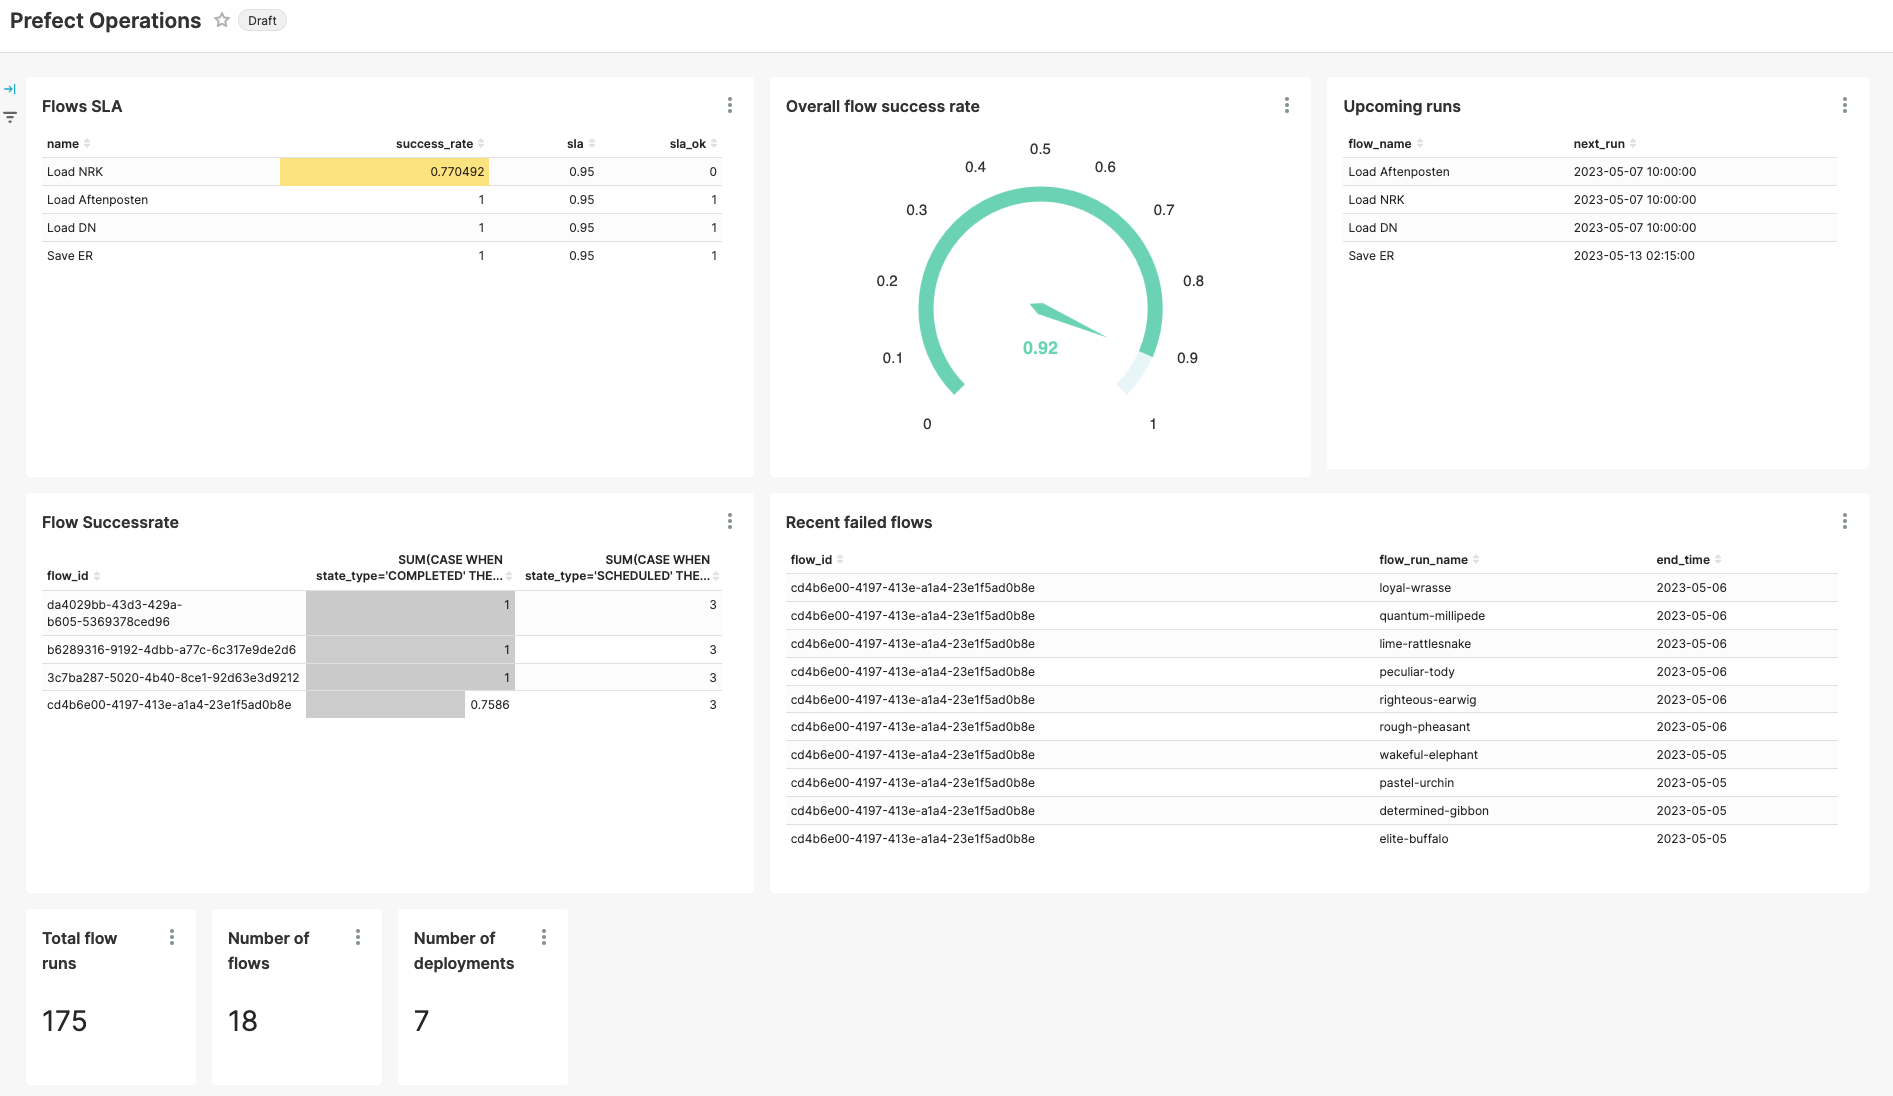 Prefect Operations Draft
Flows SLA
name success_rate sla sla_ok
Load NRK 0.770492 0.95 0
Load Aftenposten 1 0.95 1
Load DN 1 0.95 1
Save ER 1 0.95 1
Overall flow success rate
0.5
0.4 0.6
0.3 0.7
0.2 0.8
0.92
0.1 0.9
0 1
Upcoming runs
flow_name next_run
Load Aftenposten 2023-05-07 10:00:00
Load NRK 2023-05-07 10:00:00
Load DN 2023-05-07 10:00:00
Save ER 2023-05-13 02:15:00
Flow Successrate
SUM(CASE WHEN SUM(CASE WHEN
flow_id state_type='COMPLETED' THE... state_type='SCHEDULED' THE...
da4029bb-43d3-429a- 1 3
b605-5369378ced96
b6289316-9192-4dbb-a77c-6c317e9de2d6 1 3
3c7ba287-5020-4b40-8ce1-92d63e3d9212 1 3
cd4b6e00-4197-413e-a1a4-23e1f5ad0b8e 0.7586 3
Recent failed flows
flow_id flow_run_name end_time
cd4b6e00-4197-413e-a1a4-23e1f5ad0b8e loyal-wrasse 2023-05-06
cd4b6e00-4197-413e-a1a4-23e1f5ad0b8e quantum-millipede 2023-05-06
cd4b6e00-4197-413e-a1a4-23e1f5ad0b8e lime-rattlesnake 2023-05-06
cd4b6e00-4197-413e-a1a4-23e1f5ad0b8e peculiar-tody 2023-05-06
cd4b6e00-4197-413e-a1a4-23e1f5ad0b8e righteous-earwig 2023-05-06
cd4b6e00-4197-413e-a1a4-23e1f5ad0b8e rough-pheasant 2023-05-06
cd4b6e00-4197-413e-a1a4-23e1f5ad0b8e wakeful-elephant 2023-05-05
cd4b6e00-4197-413e-a1a4-23e1f5ad0b8e pastel-urchin 2023-05-05
cd4b6e00-4197-413e-a1a4-23e1f5ad0b8e determined-gibbon 2023-05-05
cd4b6e00-4197-413e-a1a4-23e1f5ad0b8e elite-buffalo 2023-05-05
Total flow
runs
175
Number of
flows
18
Number of
deployments
7